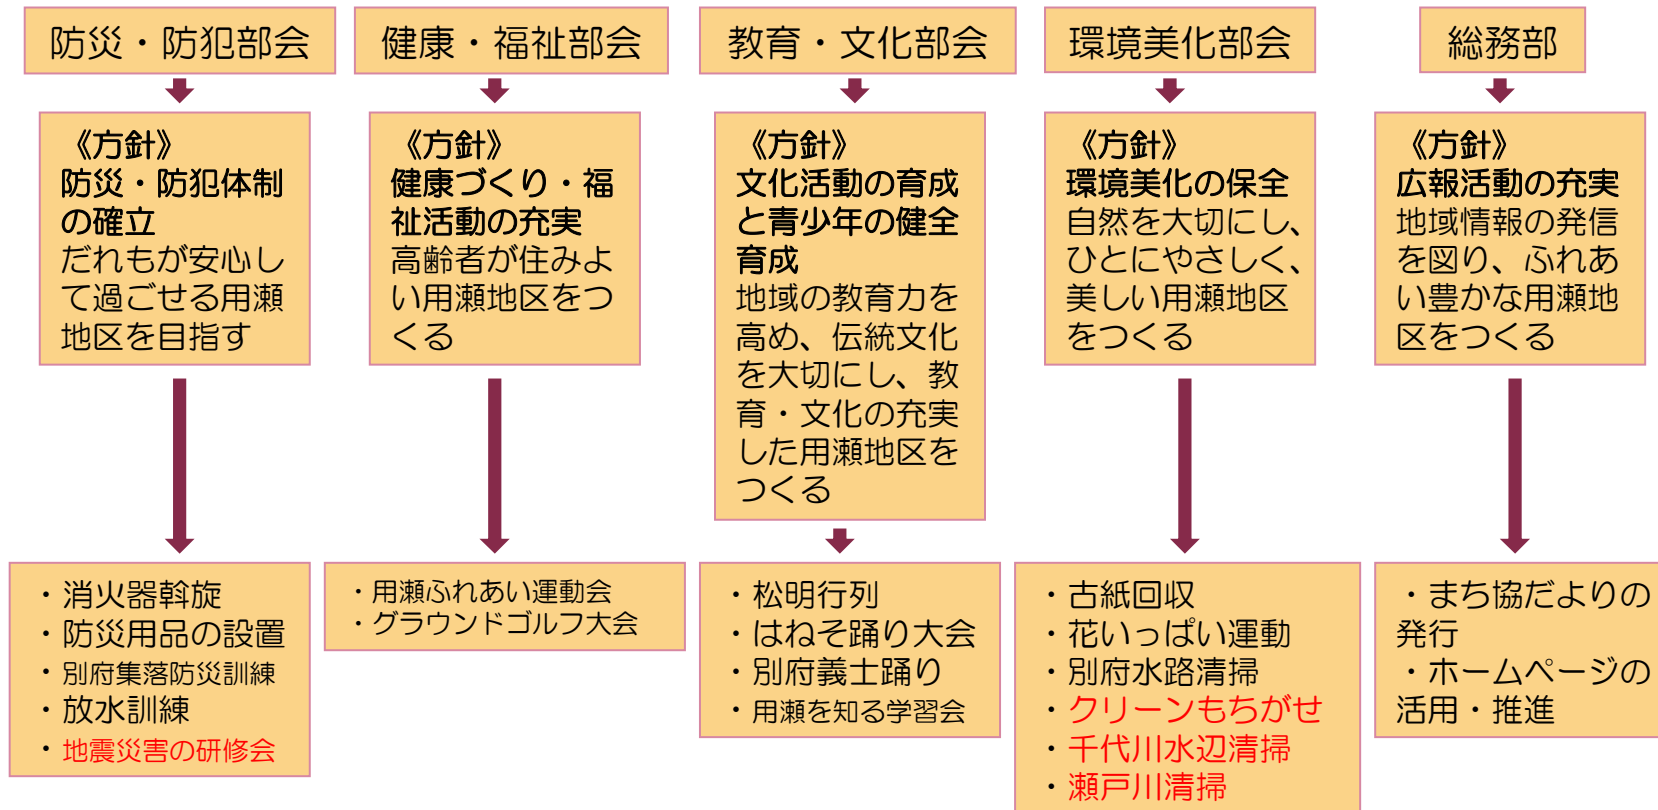 防災・防犯部会
健康・福祉部会
教育・文化部会
環境美化部会
総務部
《方針》
防災・防犯体制
の確立
だれもが安心し
て過ごせる用瀬
地区を目指す
《方針》
健康づくり・福
祉活動の充実
高齢者が住みよ
い用瀬地区をつ
くる
《方針》
文化活動の育成
と青少年の健全
育成
地域の教育力を
高め、伝統文化
を大切にし、教
育・文化の充実
した用瀬地区を
つくる
《方針》
環境美化の保全
自然を大切にし、
ひとにやさしく、
美しい用瀬地区
をつくる
《方針》
広報活動の充実
地域情報の発信
を図り、ふれあ
い豊かな用瀬地
区をつくる
・消火器斡旋
・防災用品の設置
・別府集落防災訓練
・放水訓練
・地震災害の研修会
・用瀬ふれあい運動会
・グラウンドゴルフ大会
・松明行列
・はねそ踊り大会
・別府義士踊り
・用瀬を知る学習会
・古紙回収
・花いっぱい運動
・別府水路清掃
・クリーンもちがせ
・千代川水辺清掃
・瀬戸川清掃
・まち協だよりの
発行
・ホームページの
活用・推進